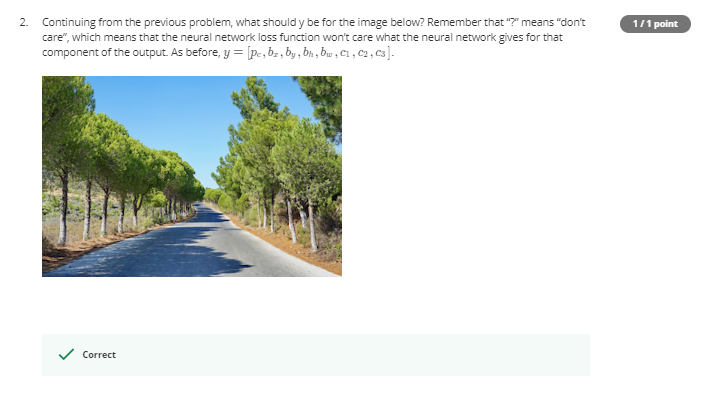 2. Continuing from the previous problem, what should y be for the image below? Remember that “?” means “don't
care”, which means that the neural network loss function won't care what the neural network gives for that
component of the output. As before, y = [pc, bx, by, bh, bw, c1, c2, c3].
1 / 1 point
Correct